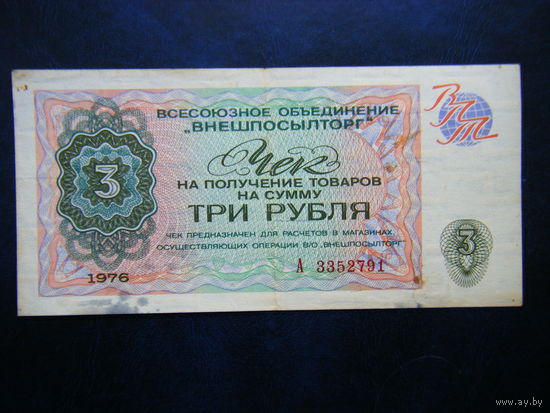 ВСЕСОЮЗНОЕ ОБЪЕДИНЕНИЕ
„ВНЕШПОСЫЛТОРГ"
ВПТ
Чек
НА ПОЛУЧЕНИЕ ТОВАРОВ
НА СУММУ
ТРИ РУБЛЯ
3
ЧЕК ПРЕДНАЗНАЧЕН ДЛЯ РАСЧЕТОВ В МАГАЗИНАХ,
ОСУЩЕСТВЛЯЮЩИХ ОПЕРАЦИИ В/О „ВНЕШПОСЫЛТОРГ"
3
1976
А 3352791
www.ay.by